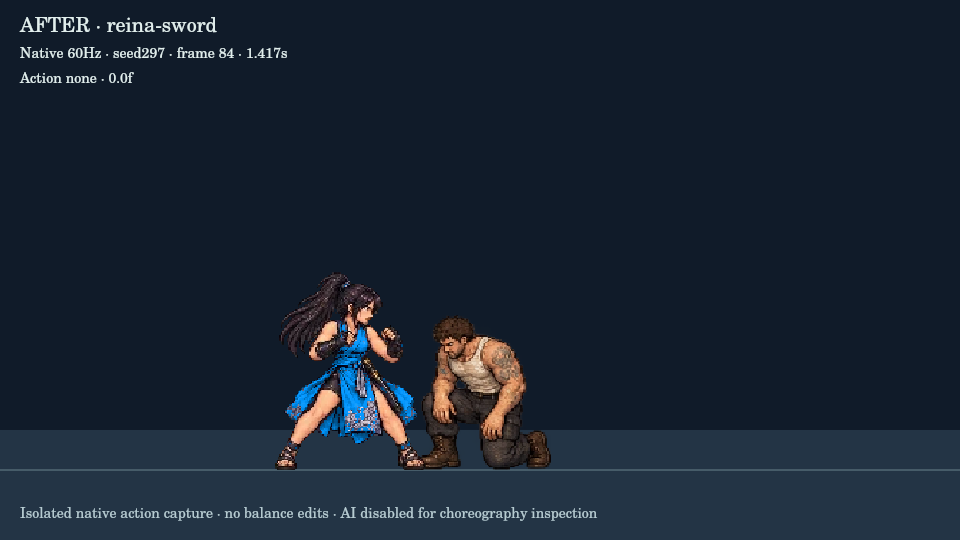 AFTER · reina-sword
Native 60Hz · seed297 · frame 84 · 1.417s
Action none · 0.0f
Isolated native action capture · no balance edits · AI disabled for choreography inspection